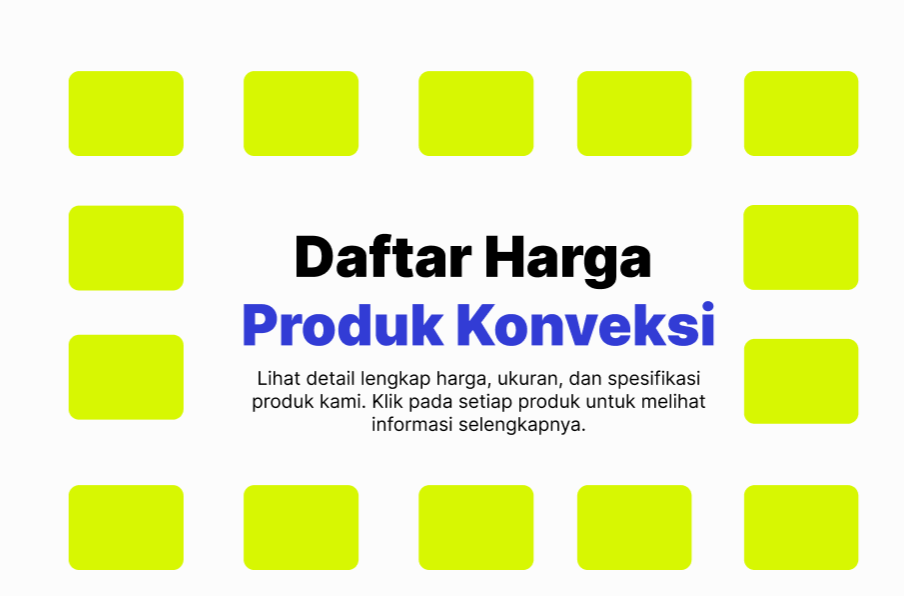 Daftar Harga
Produk Konveksi
Lihat detail lengkap harga, ukuran, dan spesifikasi
produk kami. Klik pada setiap produk untuk melihat
informasi selengkapnya.